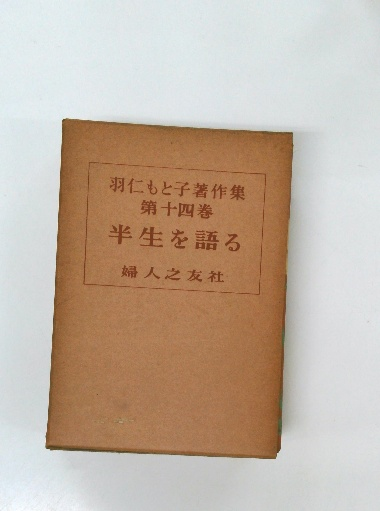 羽仁もと子著作集
第十四巻
半生を語る
婦人之友社